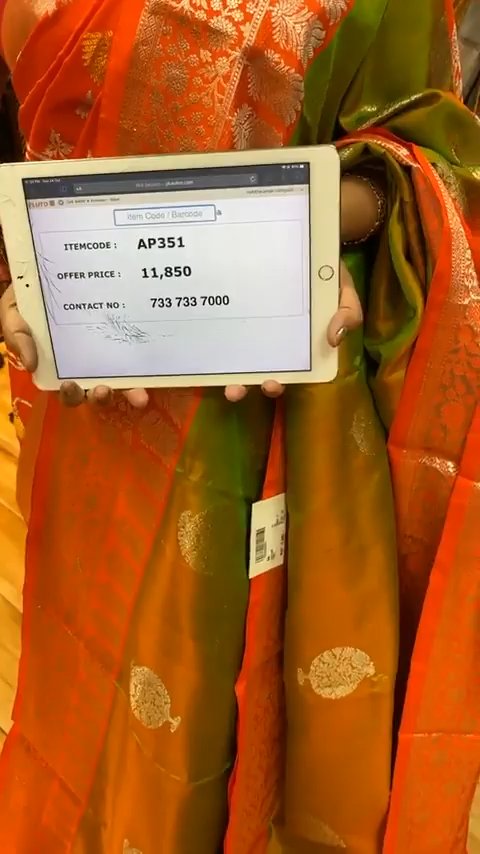 Item Code / Barcode
ITEMCODE : AP351
OFFER PRICE : 11,850
CONTACT NO : 733 733 7000